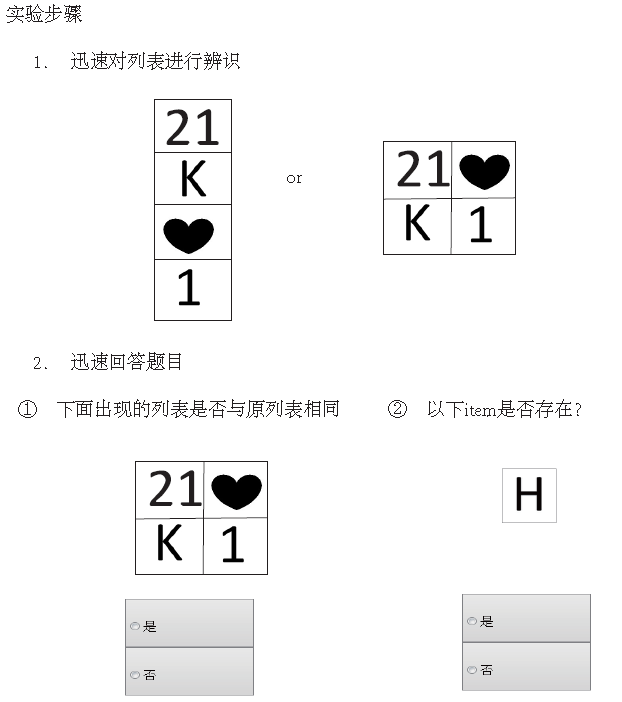 实验步骤
1. 迅速对列表进行辨识
21
K
1
or
21
K 1
2. 迅速回答题目
① 下面出现的列表是否与原列表相同
② 以下item是否存在?
21
K 1
H
是
否
是
否